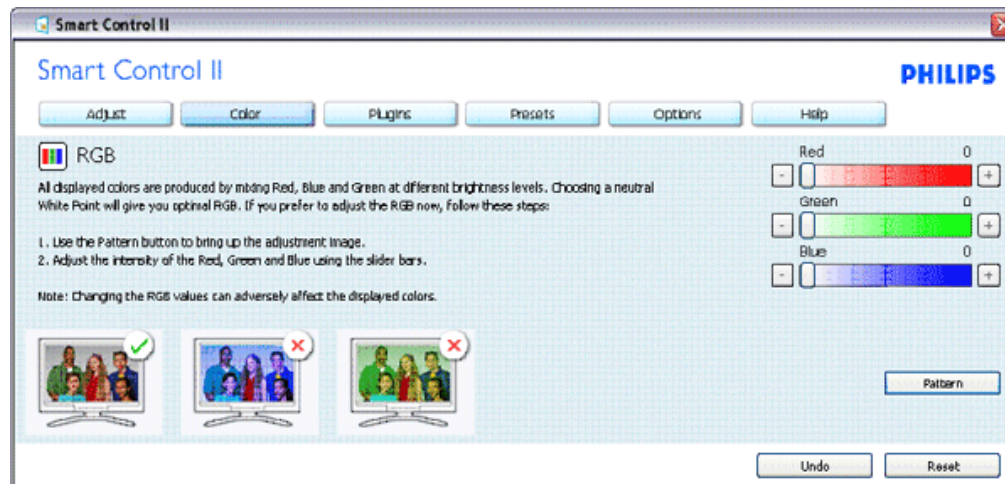 Smart Control II
Smart Control II
PHILIPS
Adjust Color Plugins Presets Options Help
RGB
All displayed colors are produced by mixing Red, Blue and Green at different brightness levels. Choosing a neutral
White Point will give you optimal RGB. If you prefer to adjust the RGB now, follow these steps:
1. Use the Pattern button to bring up the adjustment image.
2. Adjust the intensity of the Red, Green and Blue using the slider bars.
Note: Changing the RGB values can adversely affect the displayed colors.
Red 0
- +
Green 0
- +
Blue 0
- +
Pattern
Undo Reset